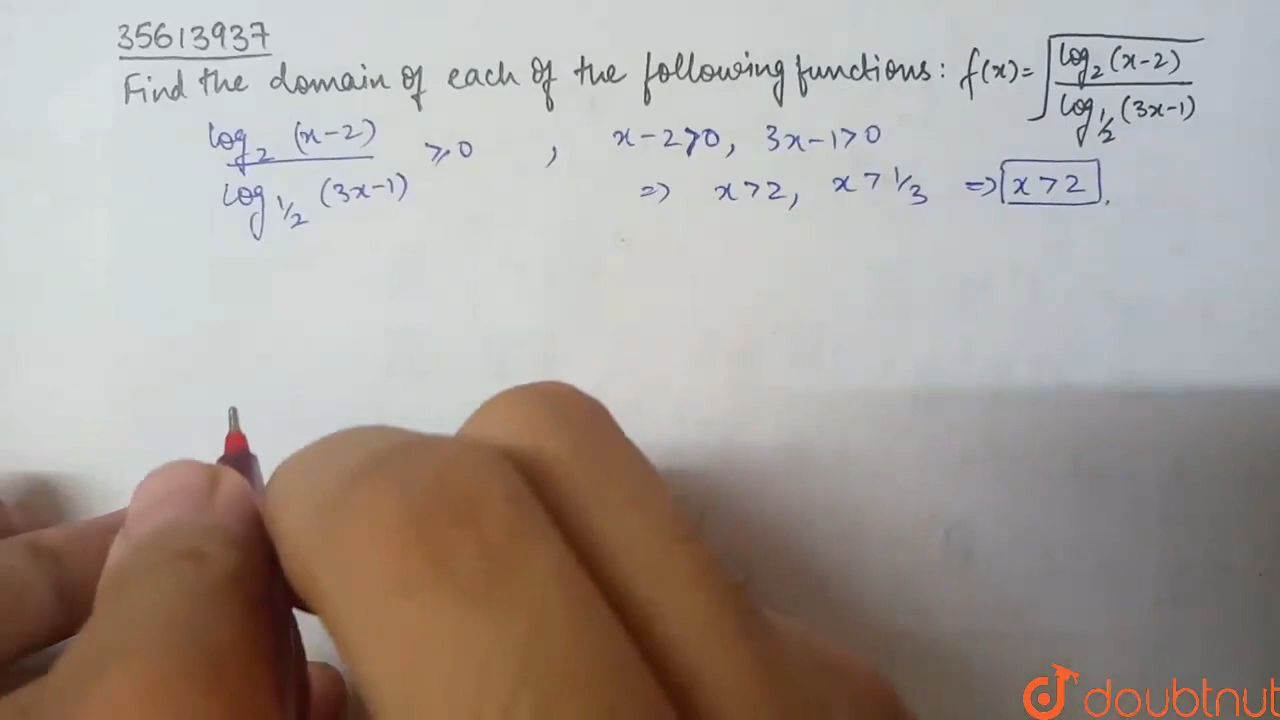 35613937
Find the domain of each of the following functions: f(x)=√(log₂(x-2)/log₁/₂(3x-1))
log₂(x-2)/log₁/₂(3x-1) ⩾0 , x-2>0, 3x-1>0
=> x>2, x>1/3 => x>2.
doubtnut